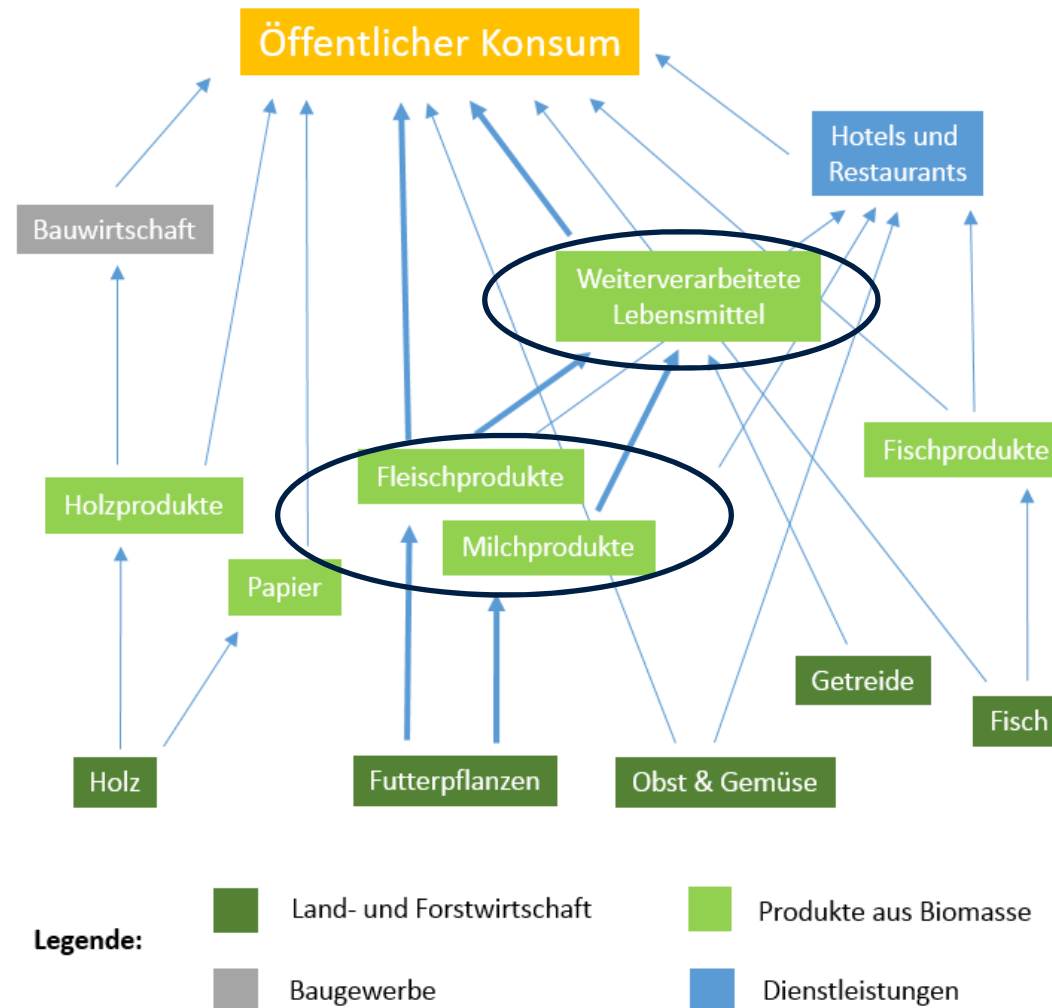 Öffentlicher Konsum
Hotels und
Restaurants
Bauwirtschaft
Weiterverarbeitete
Lebensmittel
Fischprodukte
Fleischprodukte
Holzprodukte
Milchprodukte
Papier
Getreide
Fisch
Holz
Futterpflanzen
Obst & Gemüse
Legende:
Land- und Forstwirtschaft
Produkte aus Biomasse
Baugewerbe
Dienstleistungen